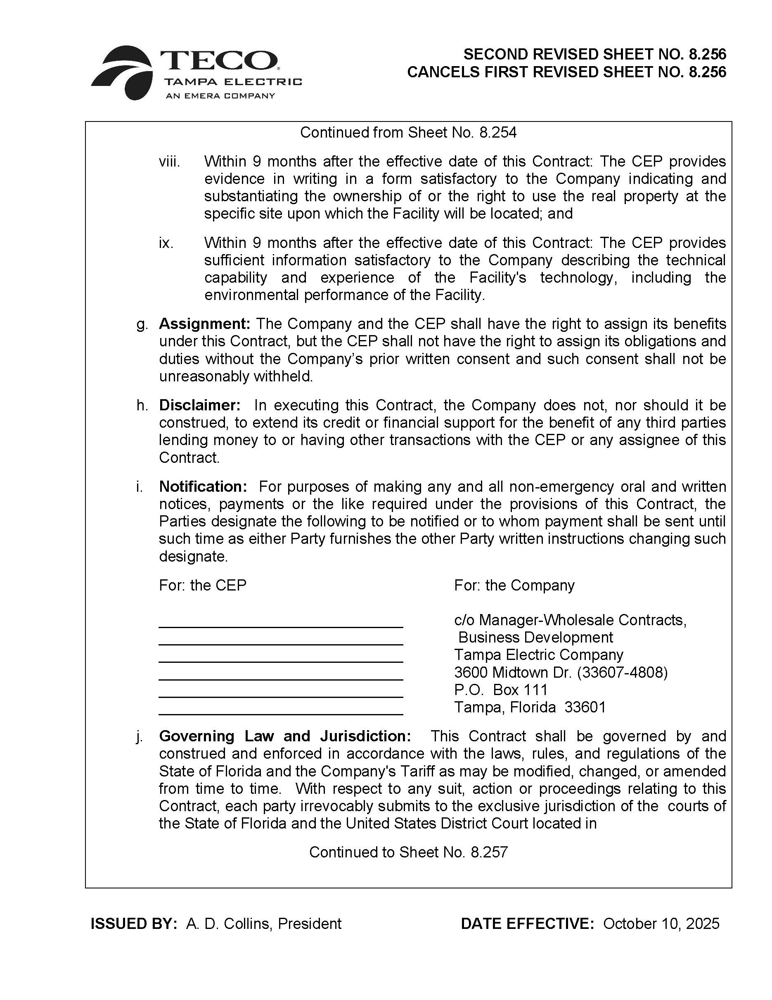 TECO®
TAMPA ELECTRIC
AN EMERA COMPANY
SECOND REVISED SHEET NO. 8.256
CANCELS FIRST REVISED SHEET NO. 8.256
Continued from Sheet No. 8.254
viii. Within 9 months after the effective date of this Contract: The CEP provides
evidence in writing in a form satisfactory to the Company indicating and
substantiating the ownership of or the right to use the real property at the
specific site upon which the Facility will be located; and
ix. Within 9 months after the effective date of this Contract: The CEP provides
sufficient information satisfactory to the Company describing the technical
capability and experience of the Facility's technology, including the
environmental performance of the Facility.
g. Assignment: The Company and the CEP shall have the right to assign its benefits
under this Contract, but the CEP shall not have the right to assign its obligations and
duties without the Company’s prior written consent and such consent shall not be
unreasonably withheld.
h. Disclaimer: In executing this Contract, the Company does not, nor should it be
construed, to extend its credit or financial support for the benefit of any third parties
lending money to or having other transactions with the CEP or any assignee of this
Contract.
i. Notification: For purposes of making any and all non-emergency oral and written
notices, payments or the like required under the provisions of this Contract, the
Parties designate the following to be notified or to whom payment shall be sent until
such time as either Party furnishes the other Party written instructions changing such
designate.
For: the CEP
For: the Company
c/o Manager-Wholesale Contracts,
Business Development
Tampa Electric Company
3600 Midtown Dr. (33607-4808)
P.O. Box 111
Tampa, Florida 33601
j. Governing Law and Jurisdiction: This Contract shall be governed by and
construed and enforced in accordance with the laws, rules, and regulations of the
State of Florida and the Company's Tariff as may be modified, changed, or amended
from time to time. With respect to any suit, action or proceedings relating to this
Contract, each party irrevocably submits to the exclusive jurisdiction of the courts of
the State of Florida and the United States District Court located in
Continued to Sheet No. 8.257
ISSUED BY: A. D. Collins, President
DATE EFFECTIVE: October 10, 2025